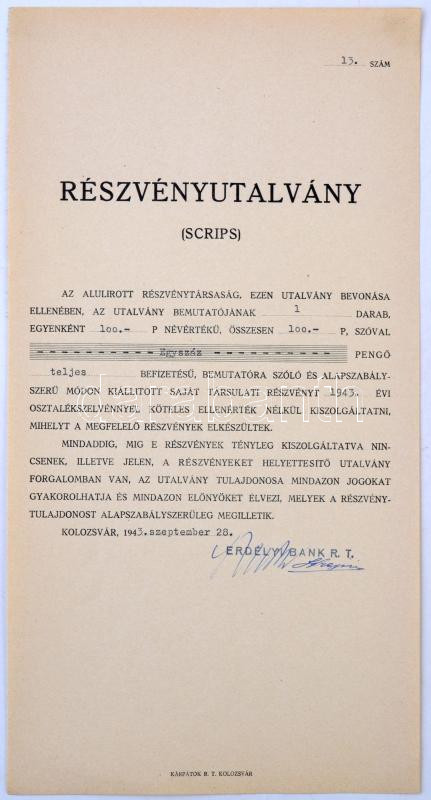 13. SZÁM
RÉSZVÉNYUTALVÁNY
(SCRIPS)
AZ ALULIROTT RÉSZVÉNYTÁRSASÁG, EZEN UTALVÁNY BEVONÁSA
ELLENÉBEN, AZ UTALVÁNY BEMUTATÓJÁNAK 1 DARAB,
EGYENKÉNT 100.- P NÉVÉRTÉKŰ, ÖSSZESEN 100.- P, SZÓVAL
Egyszáz PENGŐ
teljes BEFIZETÉSŰ, BEMUTATÓRA SZÓLÓ ÉS ALAPSZABÁLY-
SZERŰ MÓDON KIÁLLITOTT SAJÁT TÁRSULATI RÉSZVÉNYT 1943. ÉVI
OSZTALÉKSZELVÉNNYEL KÖTELES ELLENÉRTÉK NÉLKÜL KISZOLGÁLTATNI,
MIHELYT A MEGFELELŐ RÉSZVÉNYEK ELKÉSZÜLTEK.
MINDADDIG, MIG E RÉSZVÉNYEK TÉNYLEG KISZOLGÁLTATVA NIN-
CSENEK, ILLETVE JELEN, A RÉSZVÉNYEKET HELYETTESITŐ UTALVÁNY
FORGALOMBAN VAN, AZ UTALVÁNY TULAJDONOSA MINDAZON JOGOKAT
GYAKOROLHATJA ÉS MINDAZON ELŐNYÖKET ÉLVEZI, MELYEK A RÉSZVÉNY-
TULAJDONOST ALAPSZABÁLYSZERŰLEG MEGILLETIK.
KOLOZSVÁR, 1943. szeptember 28.
ERDÉLYI BANK R. T.
KÁRPÁTOK R. T. KOLOZSVÁR